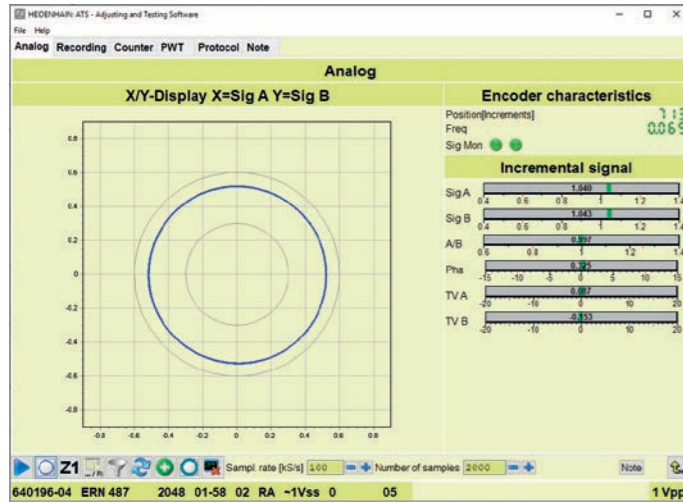 HEIDENHAIN: ATS - Adjusting and Testing Software
File Help
Analog Recording Counter PWT Protocol Note
Analog
X/Y-Display X=Sig A Y=Sig B
Encoder characteristics
Position[Increments] 713
Freq 0.069
Sig Mon
Incremental signal
Sig A 1.040
0.4 0.6 0.8 1 1.2 1.4
Sig B 1.043
0.4 0.6 0.8 1 1.2 1.4
A/B 0.997
0.6 0.8 1 1.2 1.4
Pha
-15 -10 -5 0 5 10 15
TV A
-20 -10 0 10 20
TV B
-20 -10 0 10 20
0.8
0.6
0.4
0.2
0
-0.2
-0.4
-0.6
-0.8
-0.8 -0.6 -0.4 -0.2 0 0.2 0.4 0.6 0.8
Z1 Sampl. rate [kS/s] 100 Number of samples 2000 Note
640196-04 ERN 487 2048 01-58 02 RA ~1Vss 0 05 1 Vpp